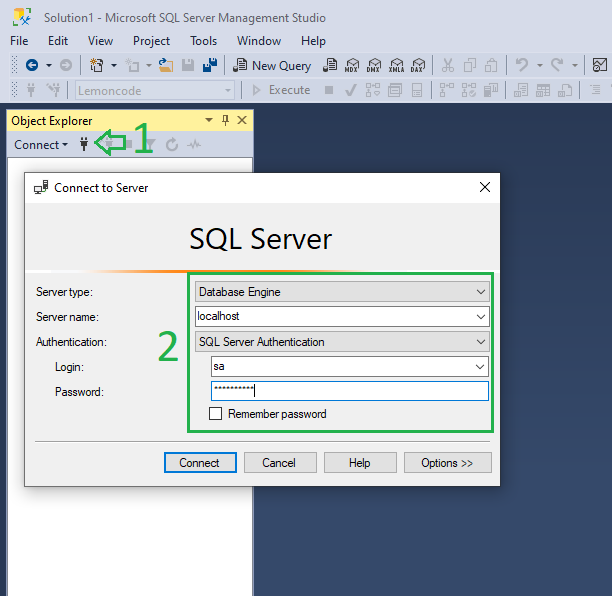 Solution1 - Microsoft SQL Server Management Studio
File Edit View Project Tools Window Help
New Query MDX DMX XMLA DAX
Lemoncode Execute
Object Explorer
Connect 1
Connect to Server
SQL Server
Server type: Database Engine
Server name: localhost
Authentication: SQL Server Authentication
2
Login: sa
Password: **********
Remember password
Connect Cancel Help Options >>